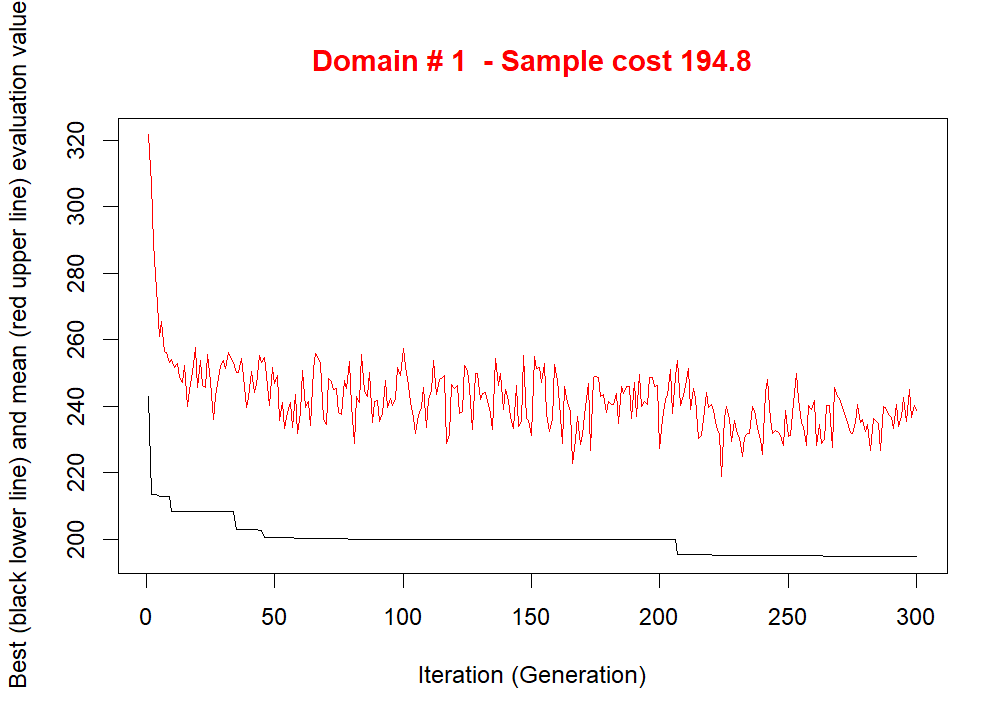 Domain # 1  - Sample cost 194.8
Best (black lower line) and mean (red upper line) evaluation value
320
300
280
260
240
220
200
0 50 100 150 200 250 300
Iteration (Generation)